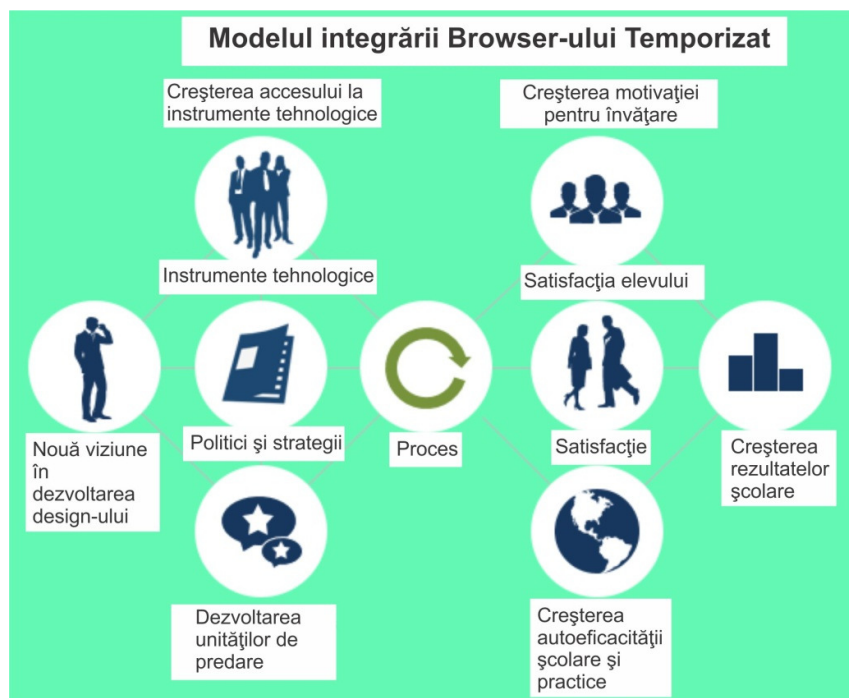 Modelul integrării Browser-ului Temporizat
Creşterea accesului la
instrumente tehnologice
Creşterea motivaţiei
pentru învăţare
Instrumente tehnologice
Satisfacţia elevului
Nouă viziune
în
dezvoltarea
design-ului
Politici şi strategii
Proces
Satisfacţie
Creşterea
rezultatelor
şcolare
Dezvoltarea
unităţilor de
predare
Creşterea
autoeficacităţii
şcolare şi
practice